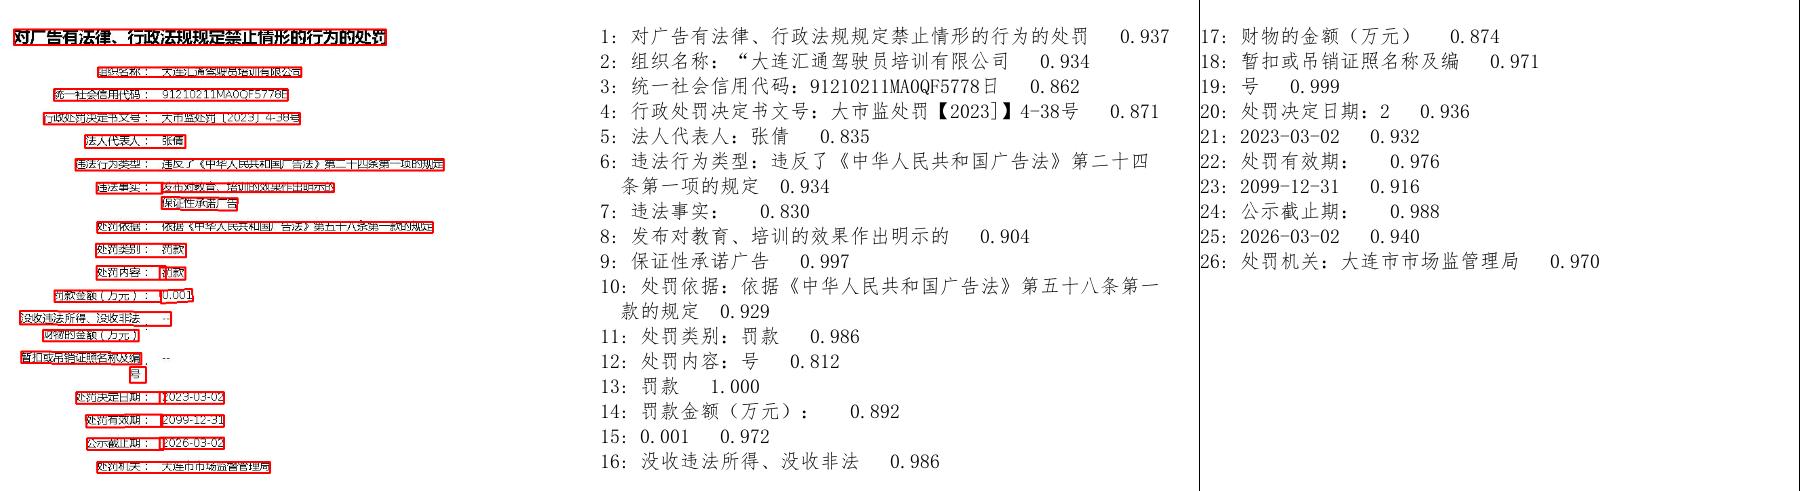 对广告有法律、行政法规规定禁止情形的行为的处罚
组织名称： 大连汇通驾驶员培训有限公司
统一社会信用代码： 91210211MA0QF5778E
行政处罚决定书文号： 大市监处罚〔2023〕4-38号
法人代表人： 张倩
违法行为类型： 违反了《中华人民共和国广告法》第二十四条第一项的规定
违法事实： 发布对教育、培训的效果作出明示的
保证性承诺广告
处罚依据： 依据《中华人民共和国广告法》第五十八条第一款的规定
处罚类别： 罚款
处罚内容： 罚款
罚款金额（万元）： 0.001
没收违法所得、没收非法 --
财物的金额（万元）：
暂扣或吊销证照名称及编 --
号：
处罚决定日期： 2023-03-02
处罚有效期： 2099-12-31
公示截止期： 2026-03-02
处罚机关： 大连市市场监督管理局
1: 对广告有法律、行政法规规定禁止情形的行为的处罚 0.937
2: 组织名称：“大连汇通驾驶员培训有限公司 0.934
3: 统一社会信用代码：91210211MA0QF5778日 0.862
4: 行政处罚决定书文号：大市监处罚【2023]】4-38号 0.871
5: 法人代表人：张倩 0.835
6: 违法行为类型：违反了《中华人民共和国广告法》第二十四
条第一项的规定 0.934
7: 违法事实： 0.830
8: 发布对教育、培训的效果作出明示的 0.904
9: 保证性承诺广告 0.997
10: 处罚依据：依据《中华人民共和国广告法》第五十八条第一
款的规定 0.929
11: 处罚类别：罚款 0.986
12: 处罚内容：号 0.812
13: 罚款 1.000
14: 罚款金额（万元）： 0.892
15: 0.001 0.972
16: 没收违法所得、没收非法 0.986
17: 财物的金额（万元） 0.874
18: 暂扣或吊销证照名称及编 0.971
19: 号 0.999
20: 处罚决定日期：2 0.936
21: 2023-03-02 0.932
22: 处罚有效期： 0.976
23: 2099-12-31 0.916
24: 公示截止期： 0.988
25: 2026-03-02 0.940
26: 处罚机关：大连市市场监管理局 0.970